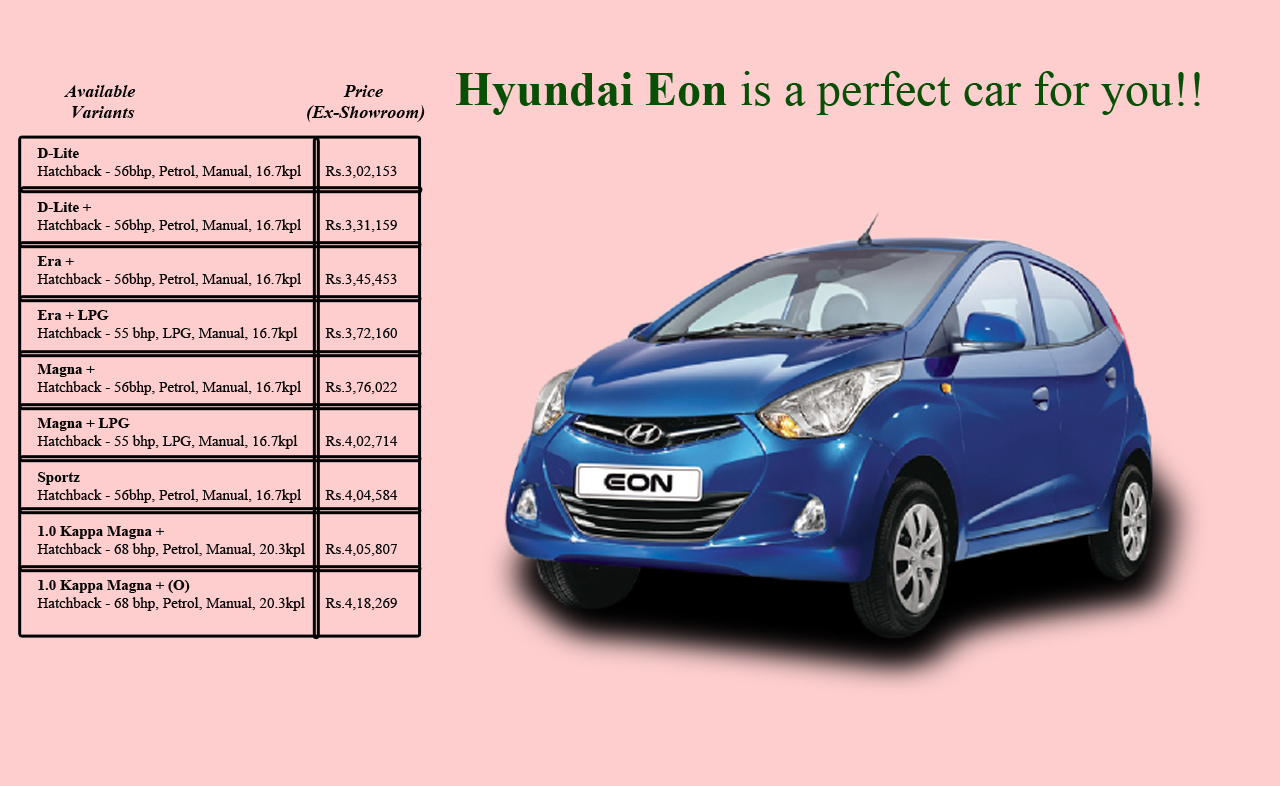 Hyundai Eon is a perfect car for you!!
Available
Variants
Price
(Ex-Showroom)
D-Lite
Hatchback - 56bhp, Petrol, Manual, 16.7kpl Rs.3,02,153
D-Lite +
Hatchback - 56bhp, Petrol, Manual, 16.7kpl Rs.3,31,159
Era +
Hatchback - 56bhp, Petrol, Manual, 16.7kpl Rs.3,45,453
Era + LPG
Hatchback - 55 bhp, LPG, Manual, 16.7kpl Rs.3,72,160
Magna +
Hatchback - 56bhp, Petrol, Manual, 16.7kpl Rs.3,76,022
Magna + LPG
Hatchback - 55 bhp, LPG, Manual, 16.7kpl Rs.4,02,714
Sportz
Hatchback - 56bhp, Petrol, Manual, 16.7kpl Rs.4,04,584
1.0 Kappa Magna +
Hatchback - 68 bhp, Petrol, Manual, 20.3kpl Rs.4,05,807
1.0 Kappa Magna + (O)
Hatchback - 68 bhp, Petrol, Manual, 20.3kpl Rs.4,18,269
EON